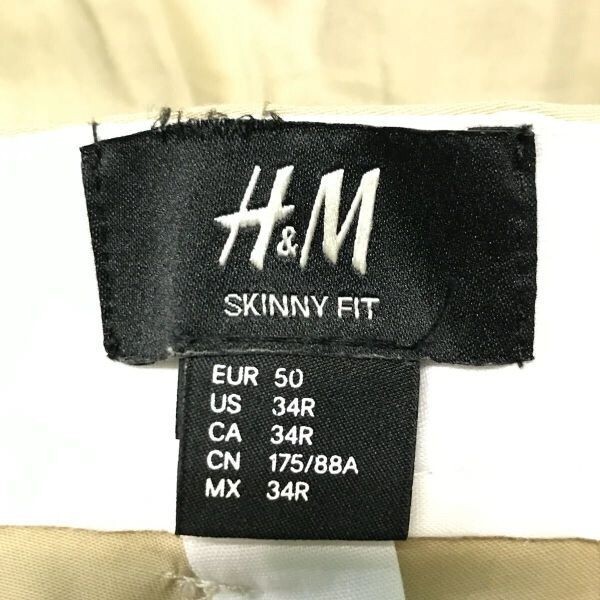 H&M
SKINNY FIT
EUR 50
US 34R
CA 34R
CN 175/88A
MX 34R